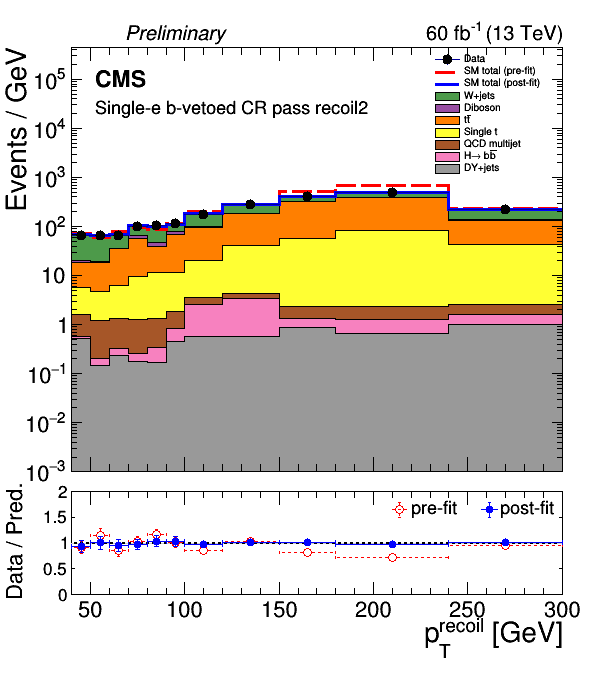 Preliminary 60 fb⁻¹ (13 TeV)
CMS
Single-e b-vetoed CR pass recoil2
Data
SM total (pre-fit)
SM total (post-fit)
W+jets
Diboson
tt̅
Single t
QCD multijet
H→ bb̅
DY+jets
Events / GeV
10⁵
10⁴
10³
10²
10
1
10⁻¹
10⁻²
10⁻³
pre-fit post-fit
Data / Pred.
2
1.5
1
0.5
0
50 100 150 200 250 300
p_T^recoil [GeV]